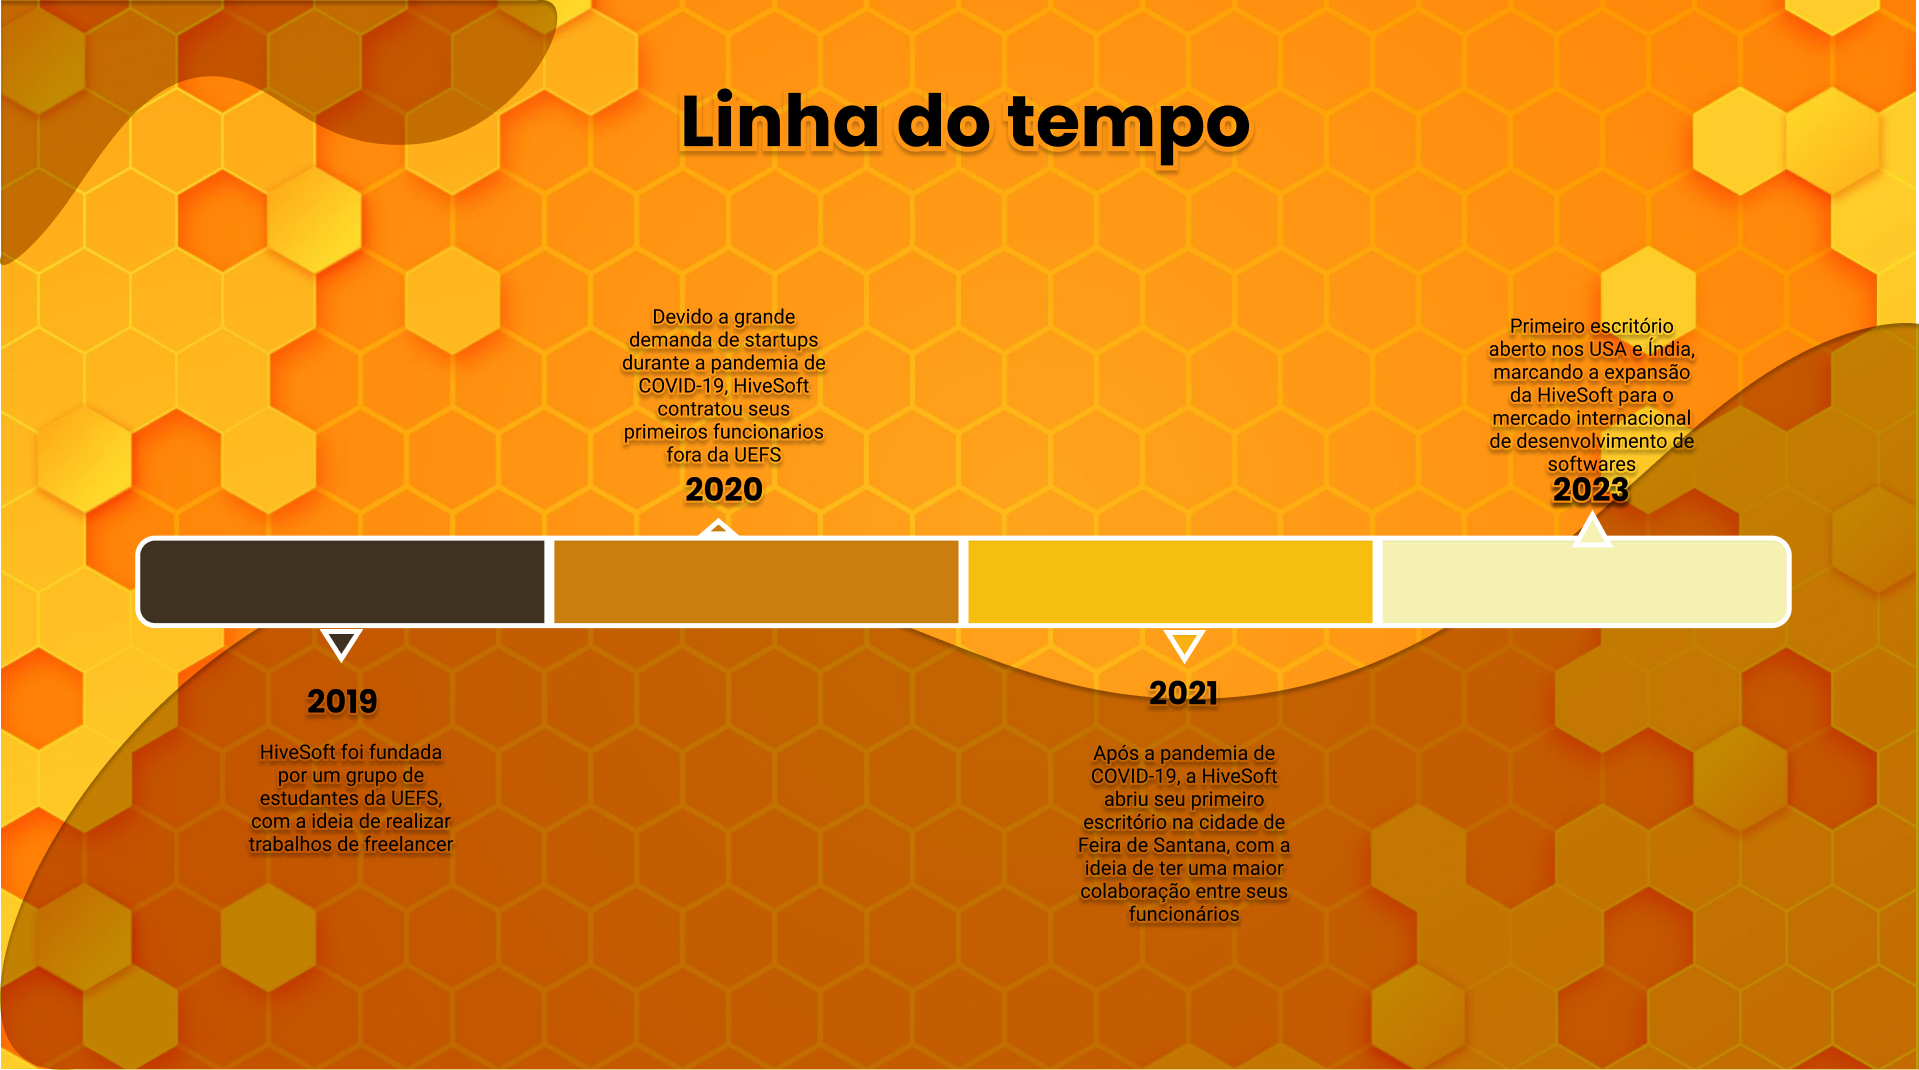 Linha do tempo
Devido a grande
demanda de startups
durante a pandemia de
COVID-19, HiveSoft
contratou seus
primeiros funcionarios
fora da UEFS
2020
Primeiro escritório
aberto nos USA e Índia,
marcando a expansão
da HiveSoft para o
mercado internacional
de desenvolvimento de
softwares
2023
2019
HiveSoft foi fundada
por um grupo de
estudantes da UEFS,
com a ideia de realizar
trabalhos de freelancer
2021
Após a pandemia de
COVID-19, a HiveSoft
abriu seu primeiro
escritório na cidade de
Feira de Santana, com a
ideia de ter uma maior
colaboração entre seus
funcionários